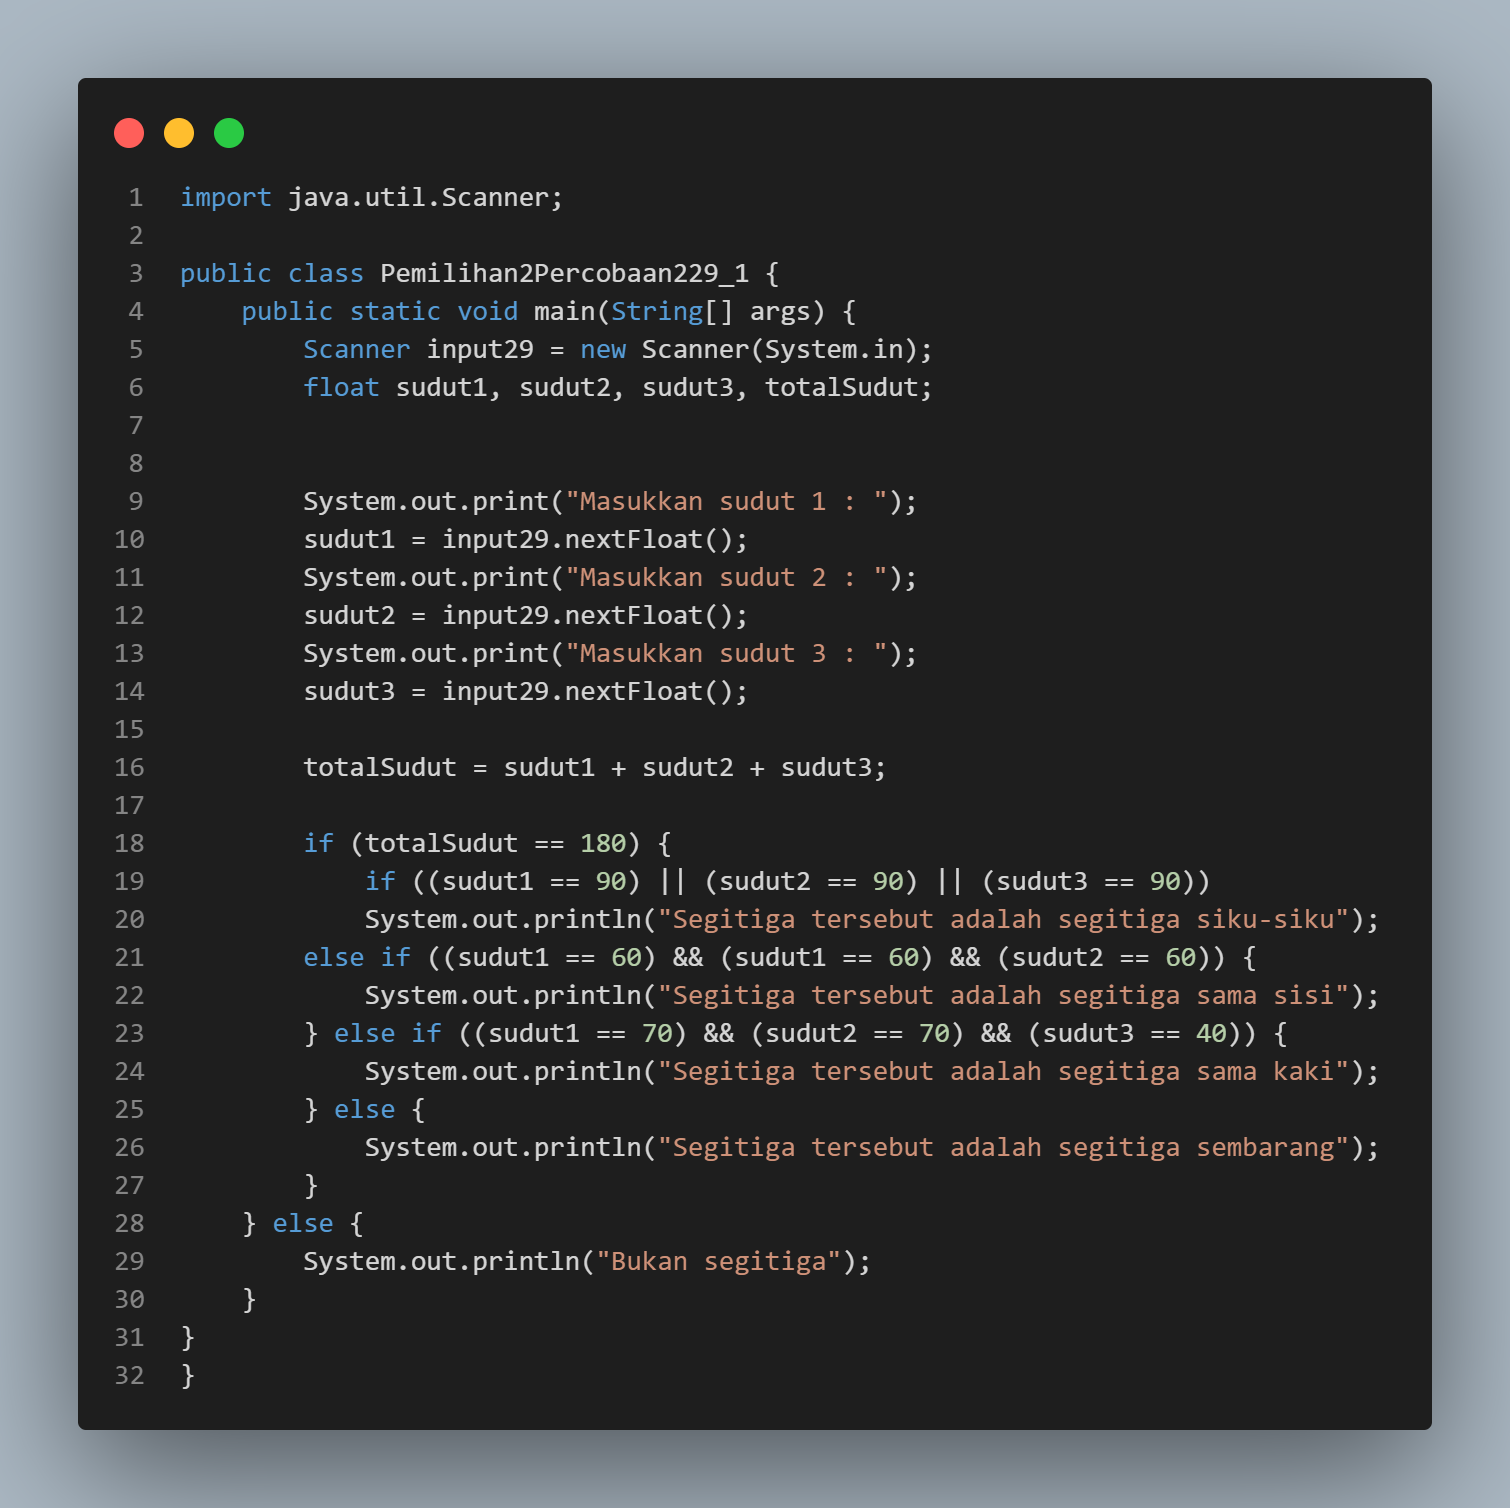 1 import java.util.Scanner;
2
3 public class Pemilihan2Percobaan229_1 {
4     public static void main(String[] args) {
5         Scanner input29 = new Scanner(System.in);
6         float sudut1, sudut2, sudut3, totalSudut;
7
8
9         System.out.print("Masukkan sudut 1 : ");
10         sudut1 = input29.nextFloat();
11         System.out.print("Masukkan sudut 2 : ");
12         sudut2 = input29.nextFloat();
13         System.out.print("Masukkan sudut 3 : ");
14         sudut3 = input29.nextFloat();
15
16         totalSudut = sudut1 + sudut2 + sudut3;
17
18         if (totalSudut == 180) {
19             if ((sudut1 == 90) || (sudut2 == 90) || (sudut3 == 90))
20             System.out.println("Segitiga tersebut adalah segitiga siku-siku");
21         else if ((sudut1 == 60) && (sudut1 == 60) && (sudut2 == 60)) {
22             System.out.println("Segitiga tersebut adalah segitiga sama sisi");
23         } else if ((sudut1 == 70) && (sudut2 == 70) && (sudut3 == 40)) {
24             System.out.println("Segitiga tersebut adalah segitiga sama kaki");
25         } else {
26             System.out.println("Segitiga tersebut adalah segitiga sembarang");
27         }
28     } else {
29         System.out.println("Bukan segitiga");
30     }
31 }
32 }